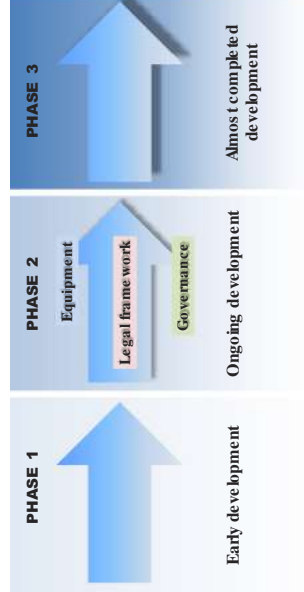 PHASE 1
Early development
PHASE 2
Equipment
Legal framework
Governance
Ongoing development
PHASE 3
Almost completed
development